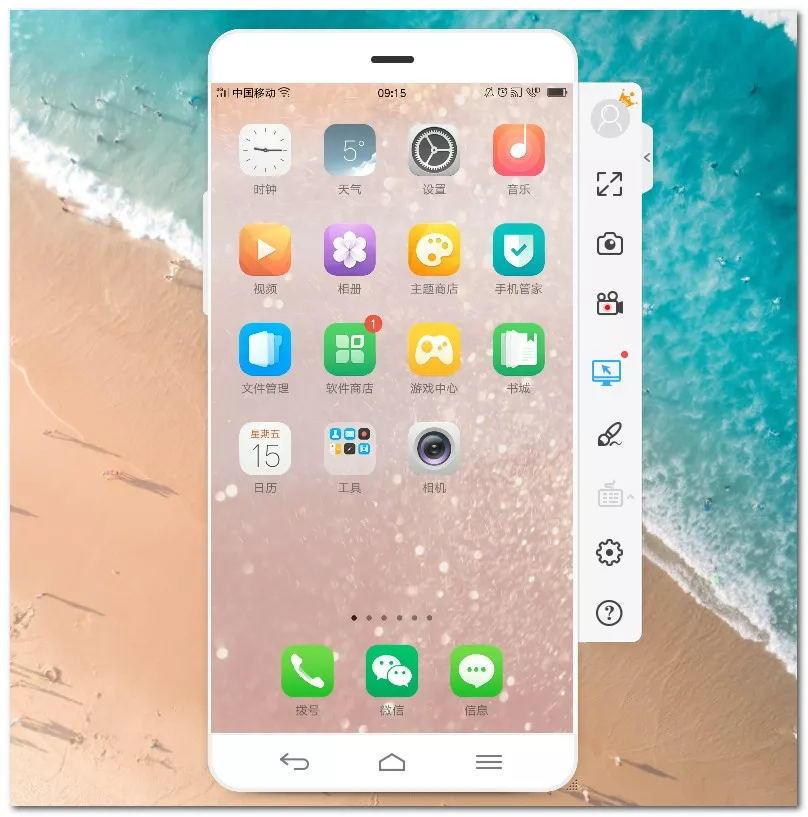 中国移动
09:15
5°
时钟
天气
设置
音乐
视频
相册
主题商店
手机管家
1
文件管理
软件商店
游戏中心
书城
星期五
15
日历
工具
相机
拨号
微信
信息